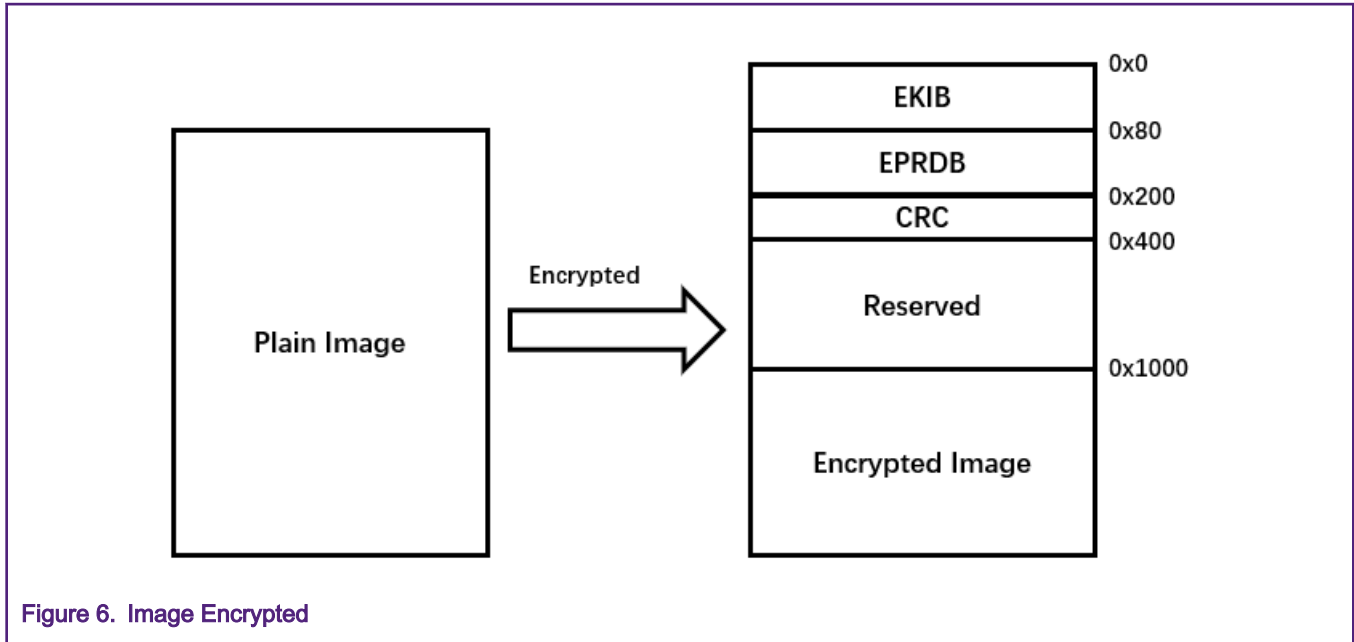 0x0
EKIB
0x80
EPRDB
0x200
CRC
0x400
Encrypted
Reserved
Plain Image
0x1000
Encrypted Image
Figure 6. Image Encrypted